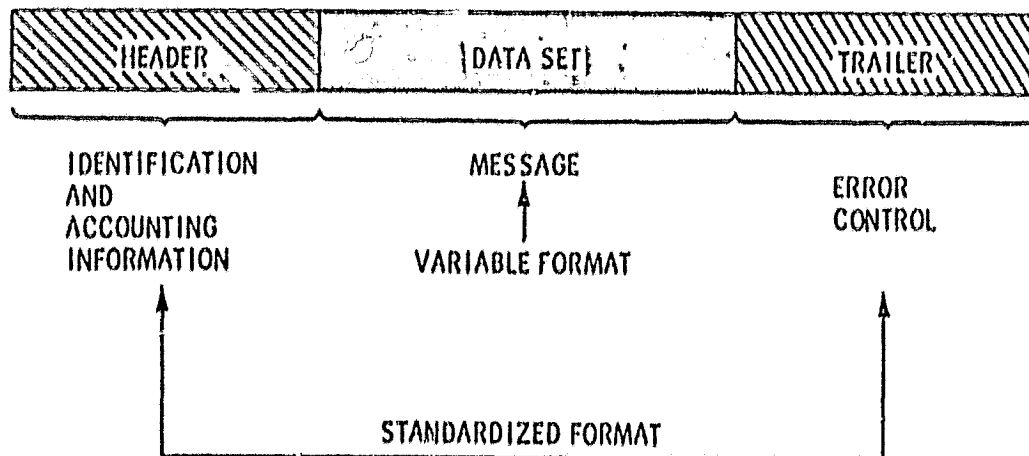 HEADER
DATA SET
TRAILER
IDENTIFICATION
AND
ACCOUNTING
INFORMATION
MESSAGE
VARIABLE FORMAT
ERROR
CONTROL
STANDARDIZED FORMAT